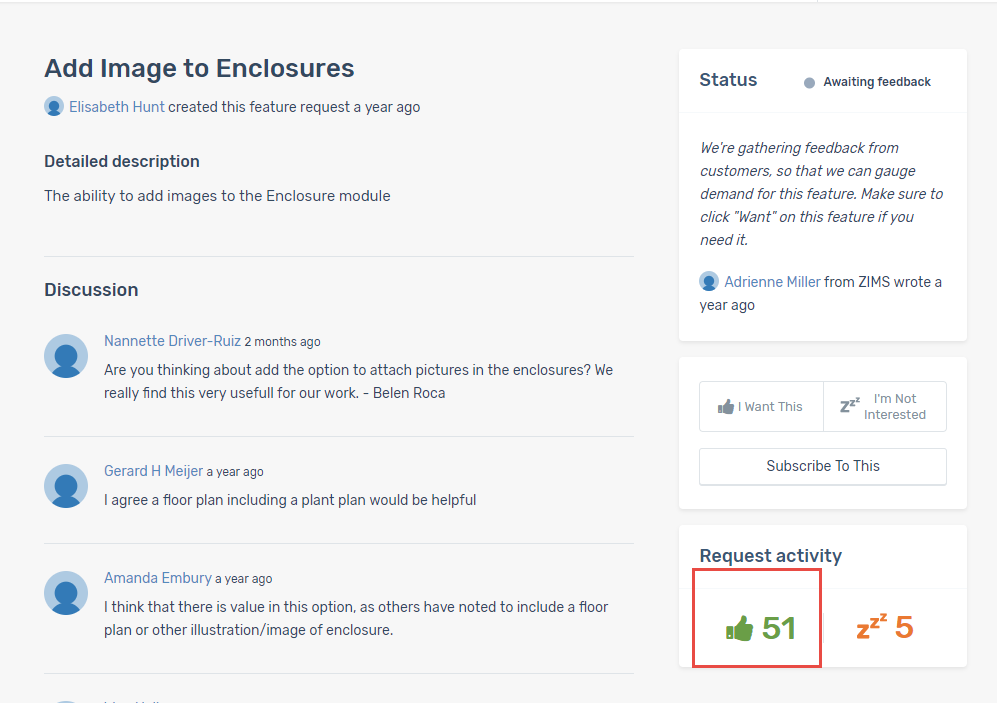 Add Image to Enclosures
Elisabeth Hunt created this feature request a year ago
Detailed description
The ability to add images to the Enclosure module
Discussion
Nannette Driver-Ruiz 2 months ago
Are you thinking about add the option to attach pictures in the enclosures? We
really find this very usefull for our work. - Belen Roca
Gerard H Meijer a year ago
I agree a floor plan including a plant plan would be helpful
Amanda Embury a year ago
I think that there is value in this option, as others have noted to include a floor
plan or other illustration/image of enclosure.
Status
Awaiting feedback
We're gathering feedback from
customers, so that we can gauge
demand for this feature. Make sure to
click "Want" on this feature if you
need it.
Adrienne Miller from ZIMS wrote a
year ago
I Want This
zzz
I'm Not
Interested
Subscribe To This
Request activity
51
zzz 5